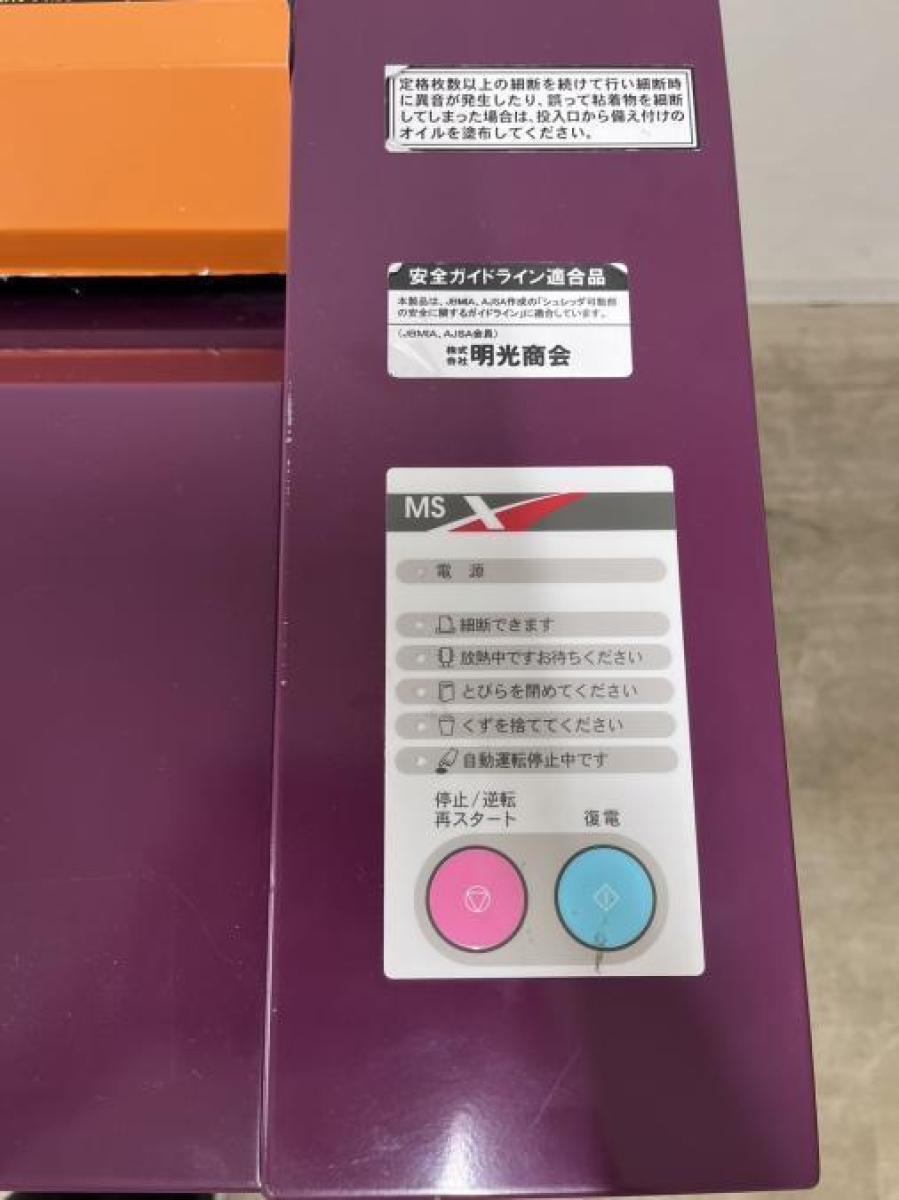 定格枚数以上の細断を続けて行い細断時
に異音が発生したり、誤って粘着物を細断
してしまった場合は、投入口から備え付けの
オイルを塗布してください。
安全ガイドライン適合品
本製品は、JBMIA、AJSA作成の「シュレッダ可動部
の安全に関するガイドライン」に適合しています。
(JBMIA、AJSA会員)
株式会社 明光商会
MS X
電 源
細断できます
放熱中ですお待ちください
とびらを閉めてください
くずを捨ててください
自動運転停止中です
停止/逆転
再スタート
復電